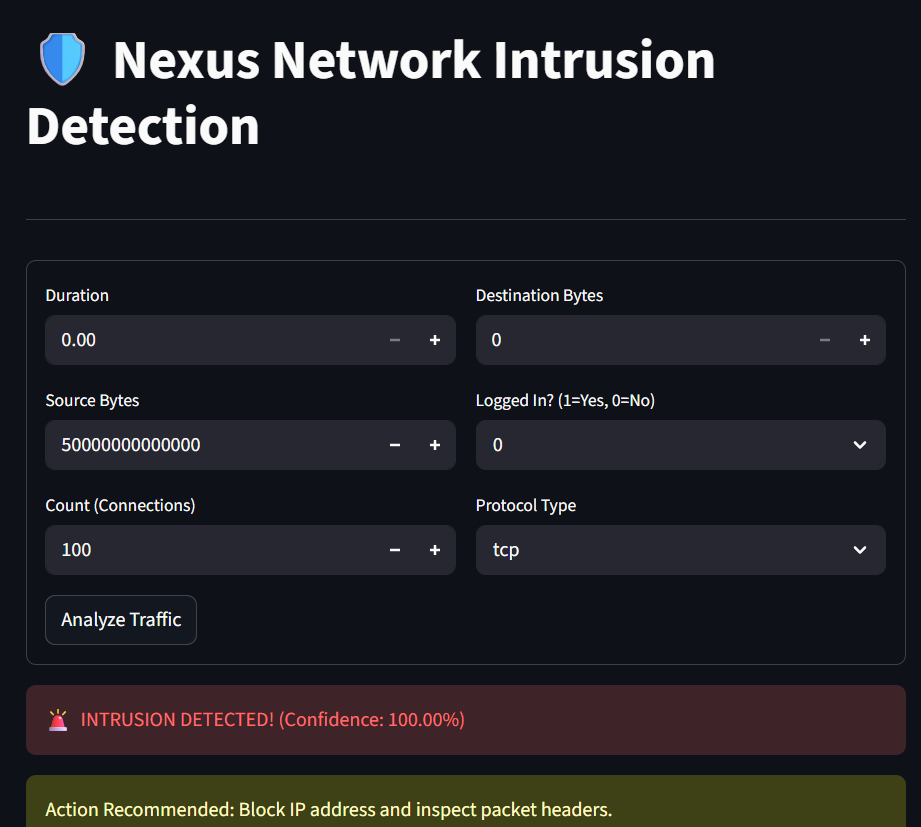 Nexus Network Intrusion
Detection
Duration
Destination Bytes
0.00
0
Source Bytes
Logged In? (1=Yes, 0=No)
50000000000000
0
Count (Connections)
Protocol Type
100
tcp
Analyze Traffic
INTRUSION DETECTED! (Confidence: 100.00%)
Action Recommended: Block IP address and inspect packet headers.